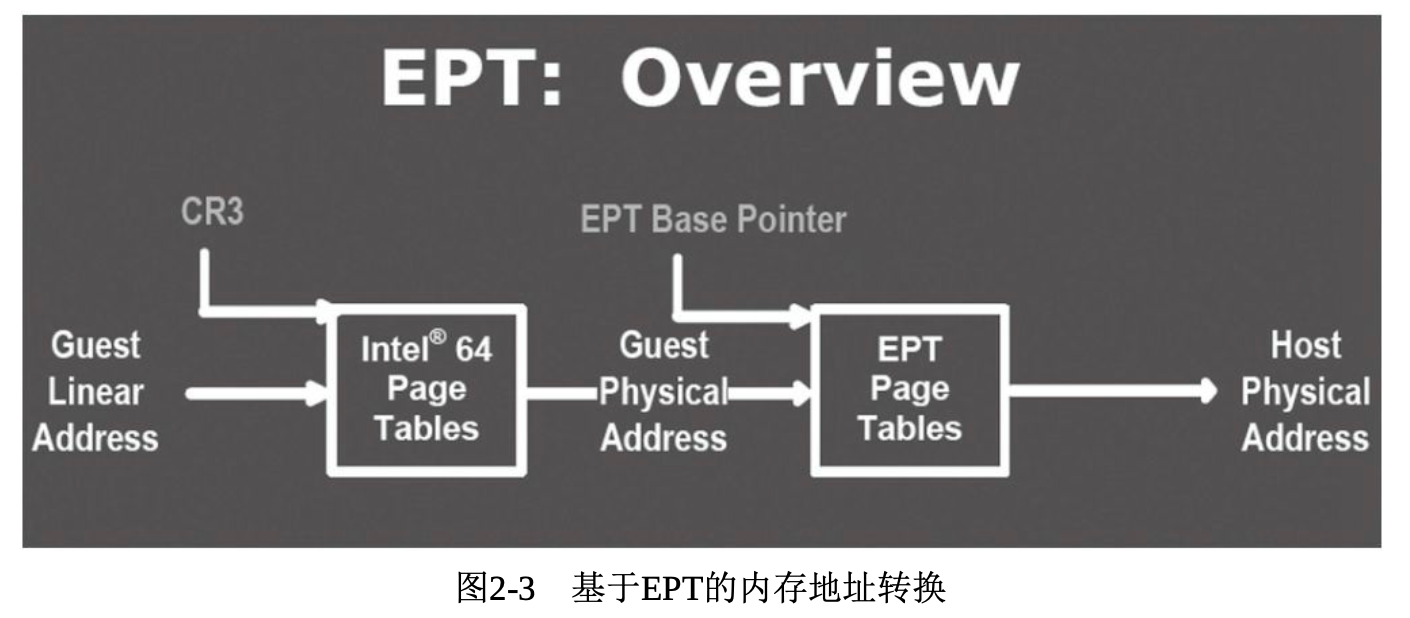 EPT: Overview
CR3
EPT Base Pointer
Guest
Linear
Address
Intel® 64
Page
Tables
Guest
Physical
Address
EPT
Page
Tables
Host
Physical
Address
图2-3　基于EPT的内存地址转换